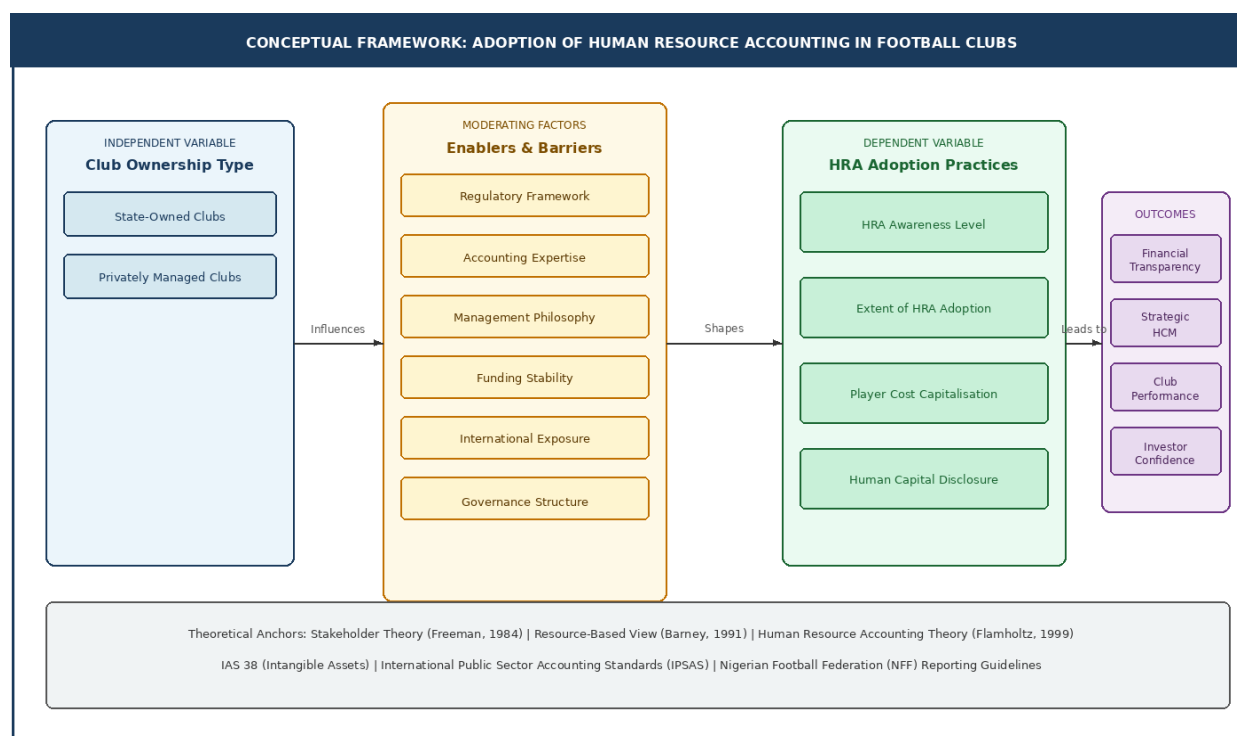 CONCEPTUAL FRAMEWORK: ADOPTION OF HUMAN RESOURCE ACCOUNTING IN FOOTBALL CLUBS
INDEPENDENT VARIABLE
Club Ownership Type
State-Owned Clubs
Privately Managed Clubs
Influences
MODERATING FACTORS
Enablers & Barriers
Regulatory Framework
Accounting Expertise
Management Philosophy
Funding Stability
International Exposure
Governance Structure
Shapes
DEPENDENT VARIABLE
HRA Adoption Practices
HRA Awareness Level
Extent of HRA Adoption
Player Cost Capitalisation
Human Capital Disclosure
Leads to
OUTCOMES
Financial
Transparency
Strategic
HCM
Club
Performance
Investor
Confidence
Theoretical Anchors: Stakeholder Theory (Freeman, 1984) | Resource-Based View (Barney, 1991) | Human Resource Accounting Theory (Flamholtz, 1999)
IAS 38 (Intangible Assets) | International Public Sector Accounting Standards (IPSAS) | Nigerian Football Federation (NFF) Reporting Guidelines